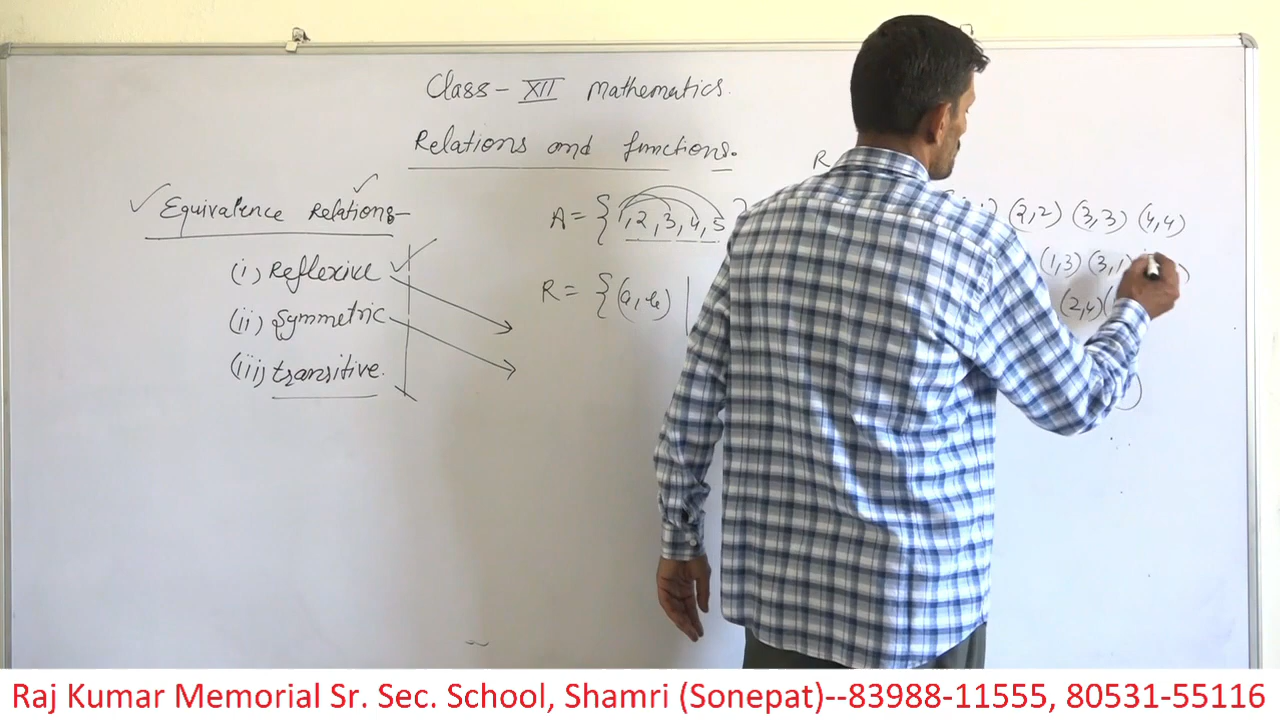 Class - XII Mathematics.
Relations and functions.
Equivalence Relations-
(i) Reflexive
(ii) Symmetric
(iii) transitive.
A = {1,2,3,4,5}
R = {(a,b) |
R
(2,2) (3,3) (4,4)
(1,3) (3,1)
(2,4) (
Raj Kumar Memorial Sr. Sec. School, Shamri (Sonepat)--83988-11555, 80531-55116